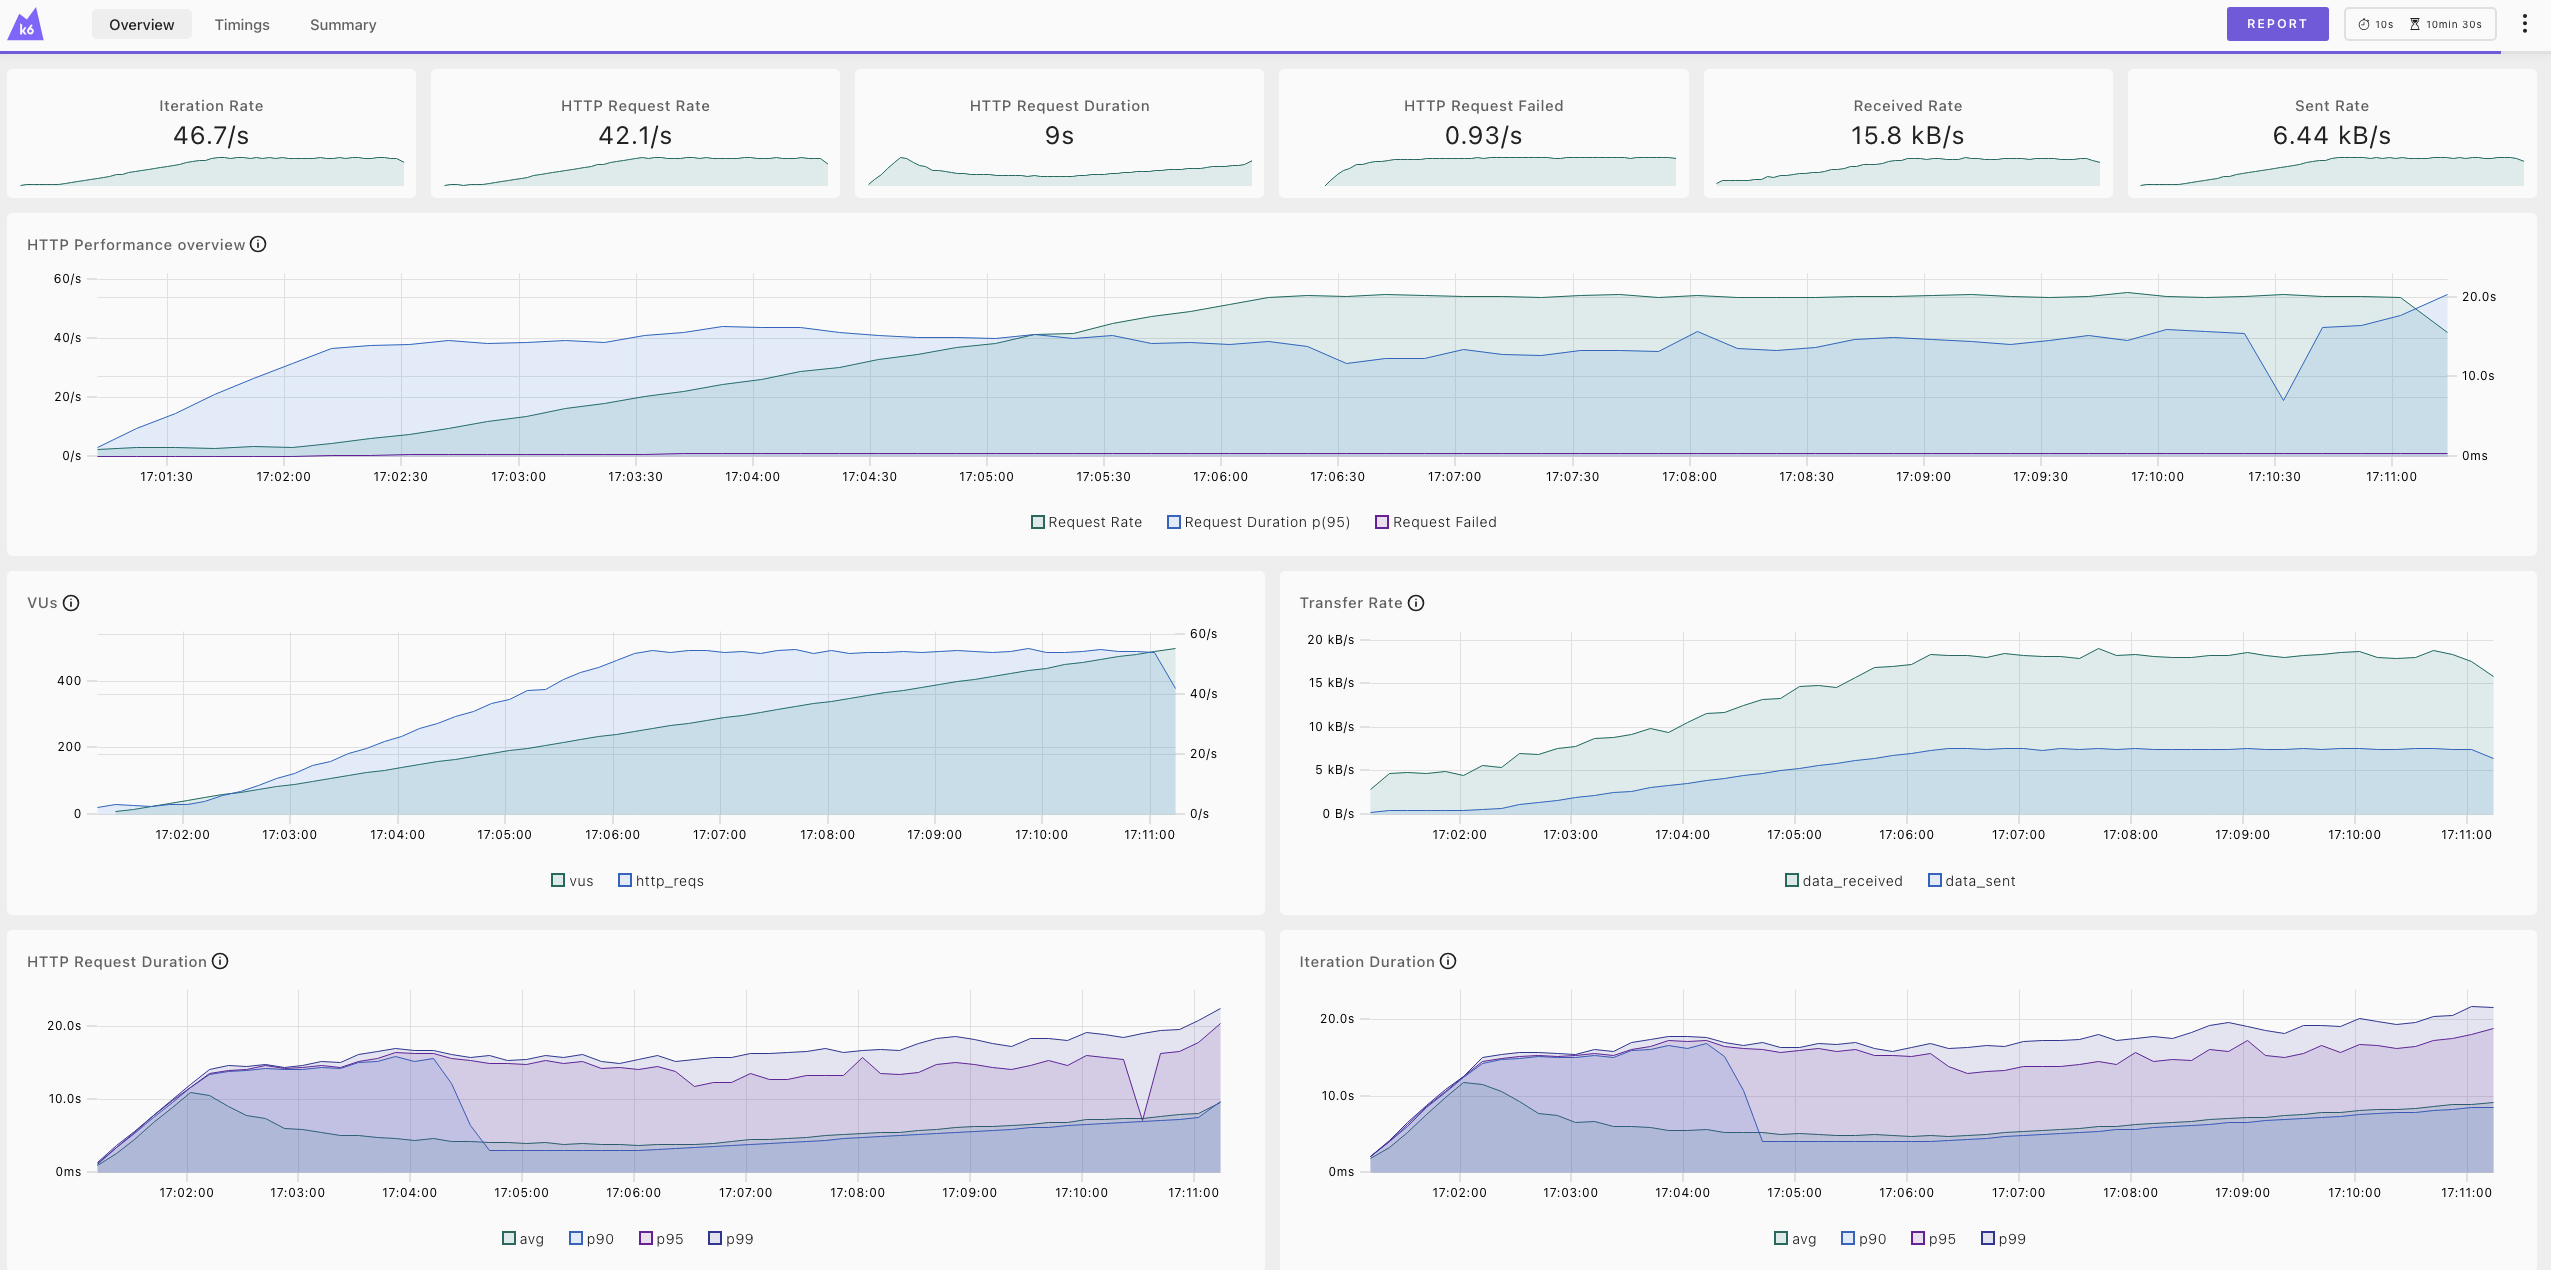 k6 Overview Timings Summary REPORT 10s 10min 30s
Iteration Rate
46.7/s
HTTP Request Rate
42.1/s
HTTP Request Duration
9s
HTTP Request Failed
0.93/s
Received Rate
15.8 kB/s
Sent Rate
6.44 kB/s
HTTP Performance overview
60/s
40/s
20/s
0/s
20.0s
10.0s
0ms
17:01:30 17:02:00 17:02:30 17:03:00 17:03:30 17:04:00 17:04:30 17:05:00 17:05:30 17:06:00 17:06:30 17:07:00 17:07:30 17:08:00 17:08:30 17:09:00 17:09:30 17:10:00 17:10:30 17:11:00
Request Rate Request Duration p(95) Request Failed
VUs
400
200
0
60/s
40/s
20/s
0/s
17:02:00 17:03:00 17:04:00 17:05:00 17:06:00 17:07:00 17:08:00 17:09:00 17:10:00 17:11:00
vus http_reqs
Transfer Rate
20 kB/s
15 kB/s
10 kB/s
5 kB/s
0 B/s
17:02:00 17:03:00 17:04:00 17:05:00 17:06:00 17:07:00 17:08:00 17:09:00 17:10:00 17:11:00
data_received data_sent
HTTP Request Duration
20.0s
10.0s
0ms
17:02:00 17:03:00 17:04:00 17:05:00 17:06:00 17:07:00 17:08:00 17:09:00 17:10:00 17:11:00
avg p90 p95 p99
Iteration Duration
20.0s
10.0s
0ms
17:02:00 17:03:00 17:04:00 17:05:00 17:06:00 17:07:00 17:08:00 17:09:00 17:10:00 17:11:00
avg p90 p95 p99